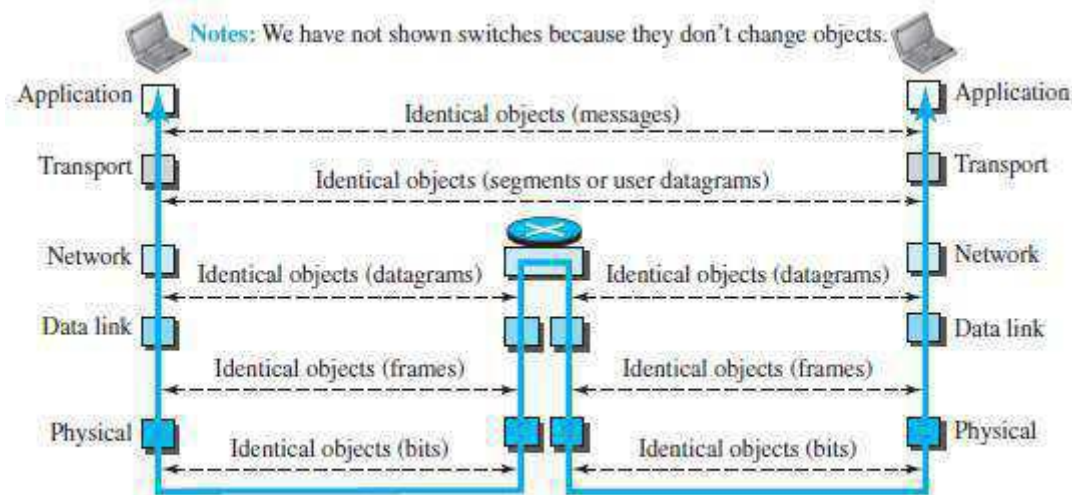 Notes: We have not shown switches because they don't change objects.
Application
Application
Identical objects (messages)
Transport
Transport
Identical objects (segments or user datagrams)
Network
Network
Identical objects (datagrams)
Identical objects (datagrams)
Data link
Data link
Identical objects (frames)
Identical objects (frames)
Physical
Physical
Identical objects (bits)
Identical objects (bits)